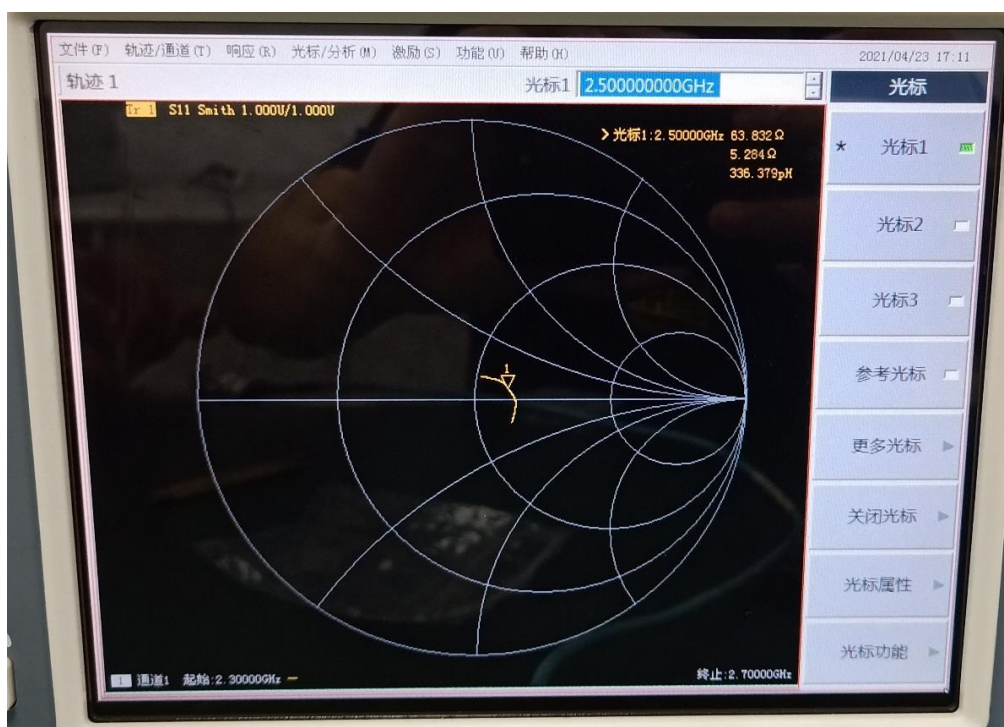 文件(F) 轨迹/通道(T) 响应(R) 光标/分析(M) 激励(S) 功能(U) 帮助(H) 2021/04/23 17:11
轨迹 1 光标1 2.500000000GHz 光标
Tr 1 S11 Smith 1.000U/1.000U
>光标1:2.50000GHz 63.832Ω
5.284Ω
336.379pH
* 光标1
光标2
光标3
参考光标
1
更多光标
关闭光标
光标属性
光标功能
1 通道1 起始:2.30000GHz 终止:2.70000GHz